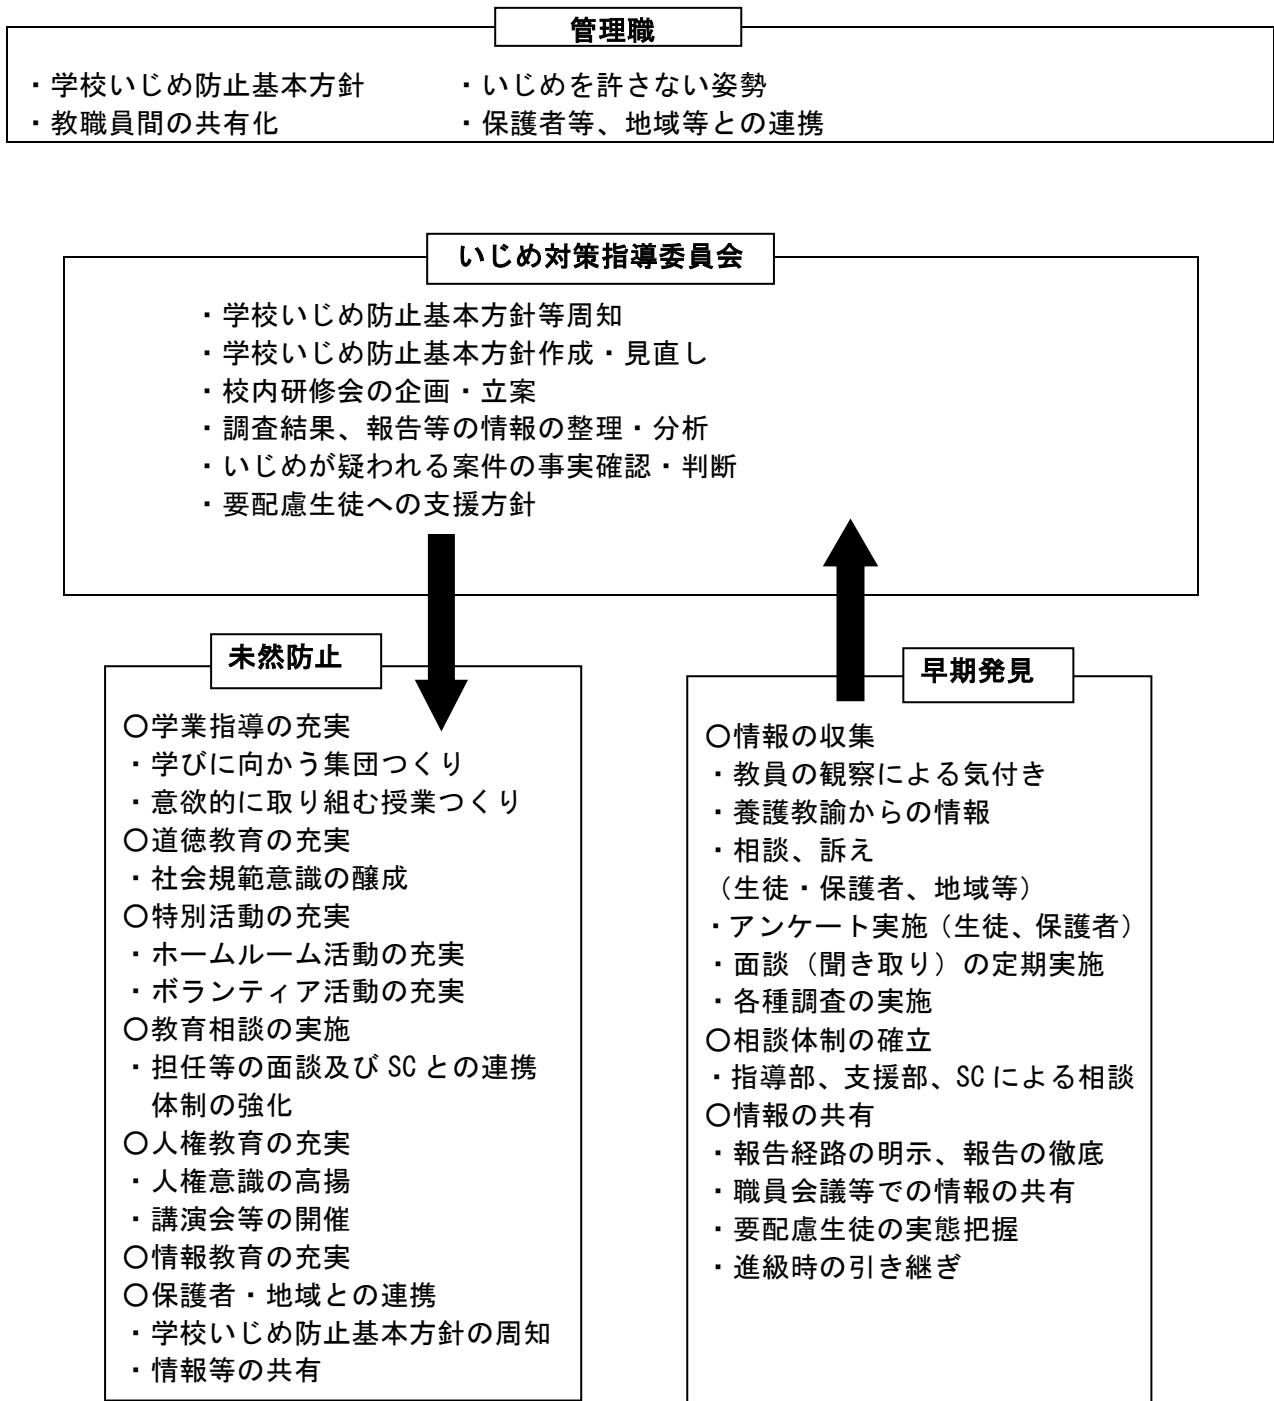 管理職
・学校いじめ防止基本方針　　　・いじめを許さない姿勢
・教職員間の共有化　　　・保護者等、地域等との連携
いじめ対策指導委員会
・学校いじめ防止基本方針等周知
・学校いじめ防止基本方針作成・見直し
・校内研修会の企画・立案
・調査結果、報告等の情報の整理・分析
・いじめが疑われる案件の事実確認・判断
・要配慮生徒への支援方針
未然防止
〇学業指導の充実
・学びに向かう集団つくり
・意欲的に取り組む授業つくり
〇道徳教育の充実
・社会規範意識の醸成
〇特別活動の充実
・ホームルーム活動の充実
・ボランティア活動の充実
〇教育相談の実施
・担任等の面談及び SC との連携
体制の強化
〇人権教育の充実
・人権意識の高揚
・講演会等の開催
〇情報教育の充実
〇保護者・地域との連携
・学校いじめ防止基本方針の周知
・情報等の共有
早期発見
〇情報の収集
・教員の観察による気付き
・養護教諭からの情報
・相談、訴え
（生徒・保護者、地域等）
・アンケート実施（生徒、保護者）
・面談（聞き取り）の定期実施
・各種調査の実施
〇相談体制の確立
・指導部、支援部、SC による相談
〇情報の共有
・報告経路の明示、報告の徹底
・職員会議等での情報の共有
・要配慮生徒の実態把握
・進級時の引き継ぎ